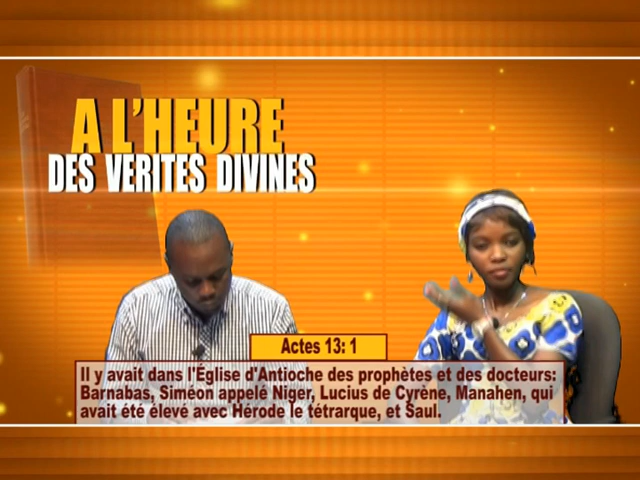 A L'HEURE
DES VERITES DIVINES
Actes 13: 1
Il y avait dans l'Église d'Antioche des prophètes et des docteurs:
Barnabas, Siméon appelé Niger, Lucius de Cyrène, Manahen, qui
avait été élevé avec Hérode le tétrarque, et Saul.